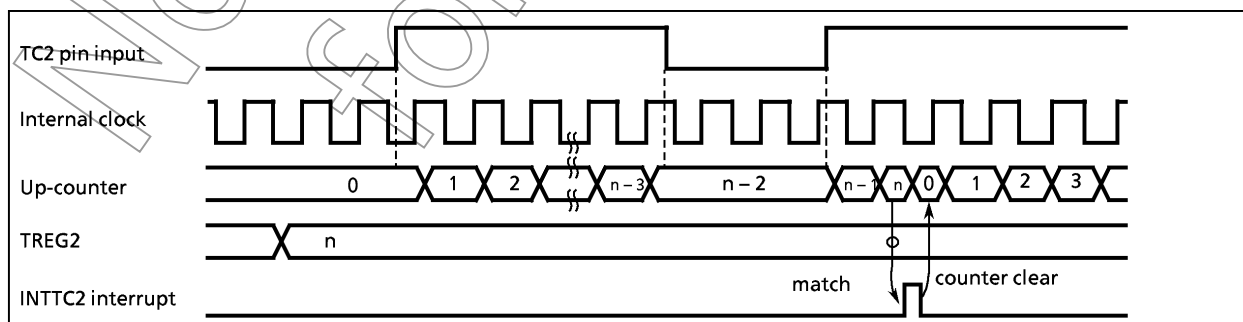 TC2 pin input
Internal clock
Up-counter
0 1 2 n – 3 n – 2 n – 1 n 0 1 2 3
TREG2
n
match
counter clear
INTTC2 interrupt